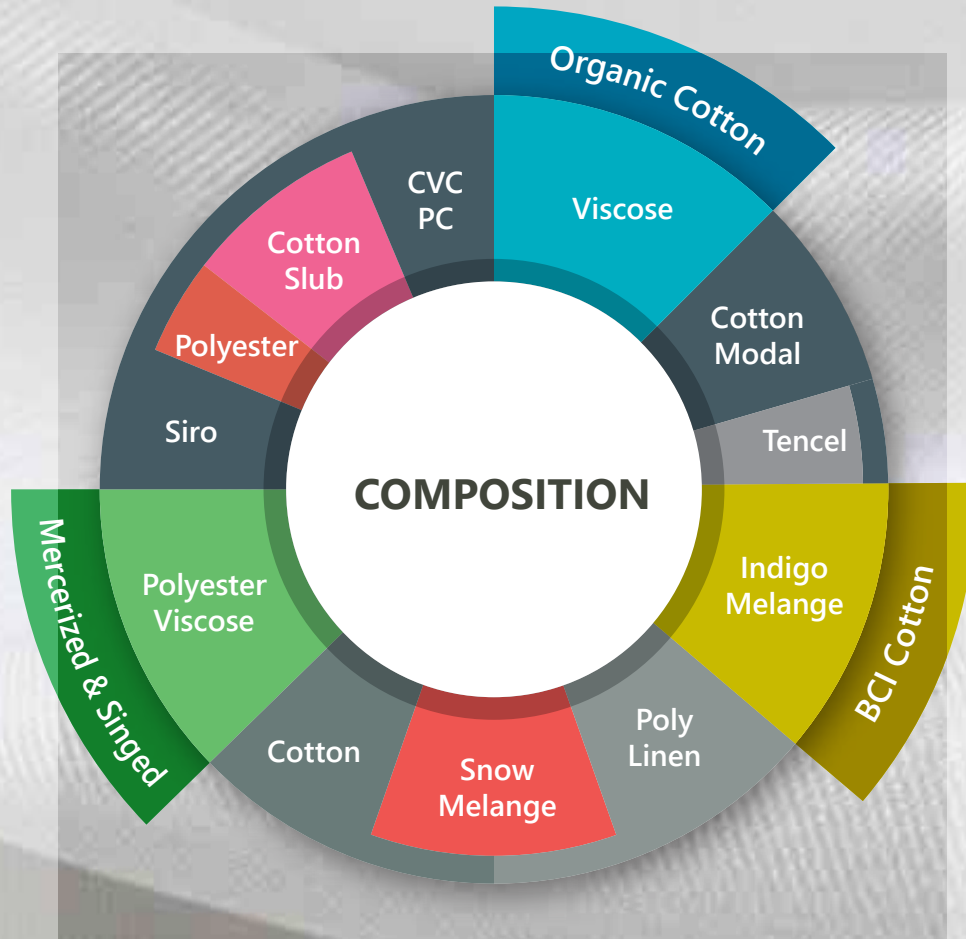 Organic Cotton
CVC
PC
Viscose
Cotton
Slub
Cotton
Modal
Polyester
Siro
Tencel
COMPOSITION
Mercerized & Singed
Polyester
Viscose
Indigo
Melange
BCI Cotton
Cotton
Snow
Melange
Poly
Linen